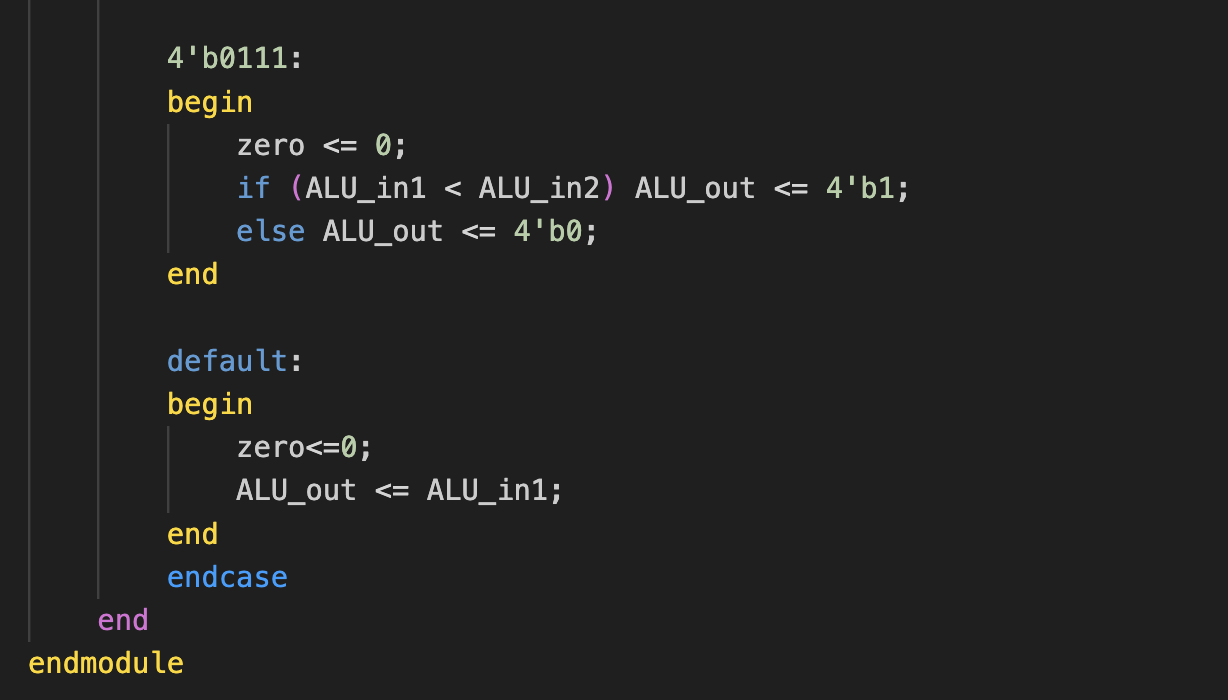 4'b0111:
begin
zero <= 0;
if (ALU_in1 < ALU_in2) ALU_out <= 4'b1;
else ALU_out <= 4'b0;
end
default:
begin
zero<=0;
ALU_out <= ALU_in1;
end
endcase
end
endmodule